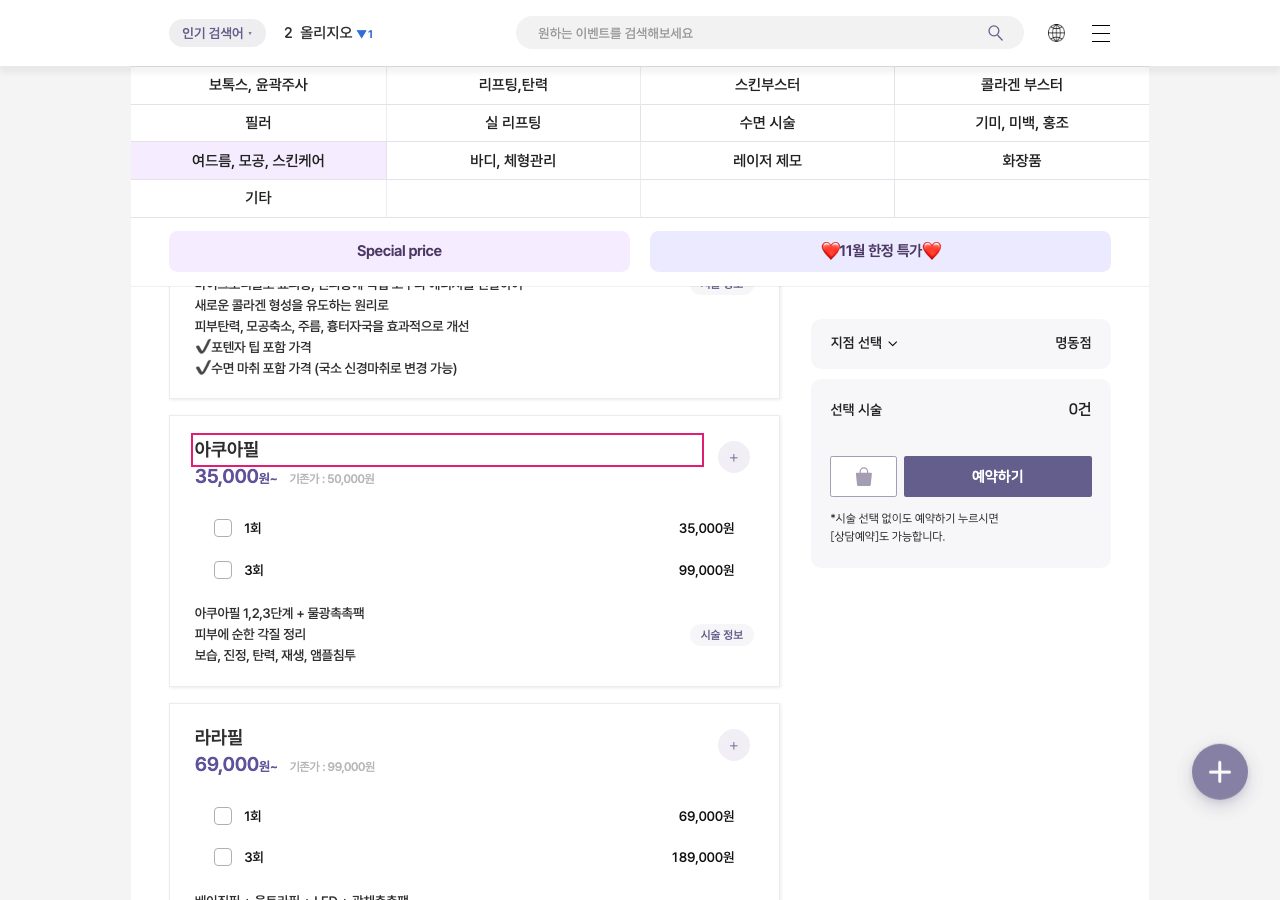 인기 검색어
2 올리지오 ▼1
원하는 이벤트를 검색해보세요
보톡스, 윤곽주사
리프팅,탄력
스킨부스터
콜라겐 부스터
필러
실 리프팅
수면 시술
기미, 미백, 홍조
여드름, 모공, 스킨케어
바디, 체형관리
레이저 제모
화장품
기타
Special price
❤️11월 한정 특가❤️
새로운 콜라겐 형성을 유도하는 원리로
피부탄력, 모공축소, 주름, 흉터자국을 효과적으로 개선
✔️포텐자 팁 포함 가격
✔️수면 마취 포함 가격 (국소 신경마취로 변경 가능)
지점 선택
명동점
선택 시술
0건
예약하기
*시술 선택 없이도 예약하기 누르시면
[상담예약]도 가능합니다.
아쿠아필
+
35,000원~ 기존가 : 50,000원
1회 35,000원
3회 99,000원
아쿠아필 1,2,3단계 + 물광촉촉팩
피부에 순한 각질 정리
보습, 진정, 탄력, 재생, 앰플침투
시술 정보
라라필
+
69,000원~ 기존가 : 99,000원
1회 69,000원
3회 189,000원